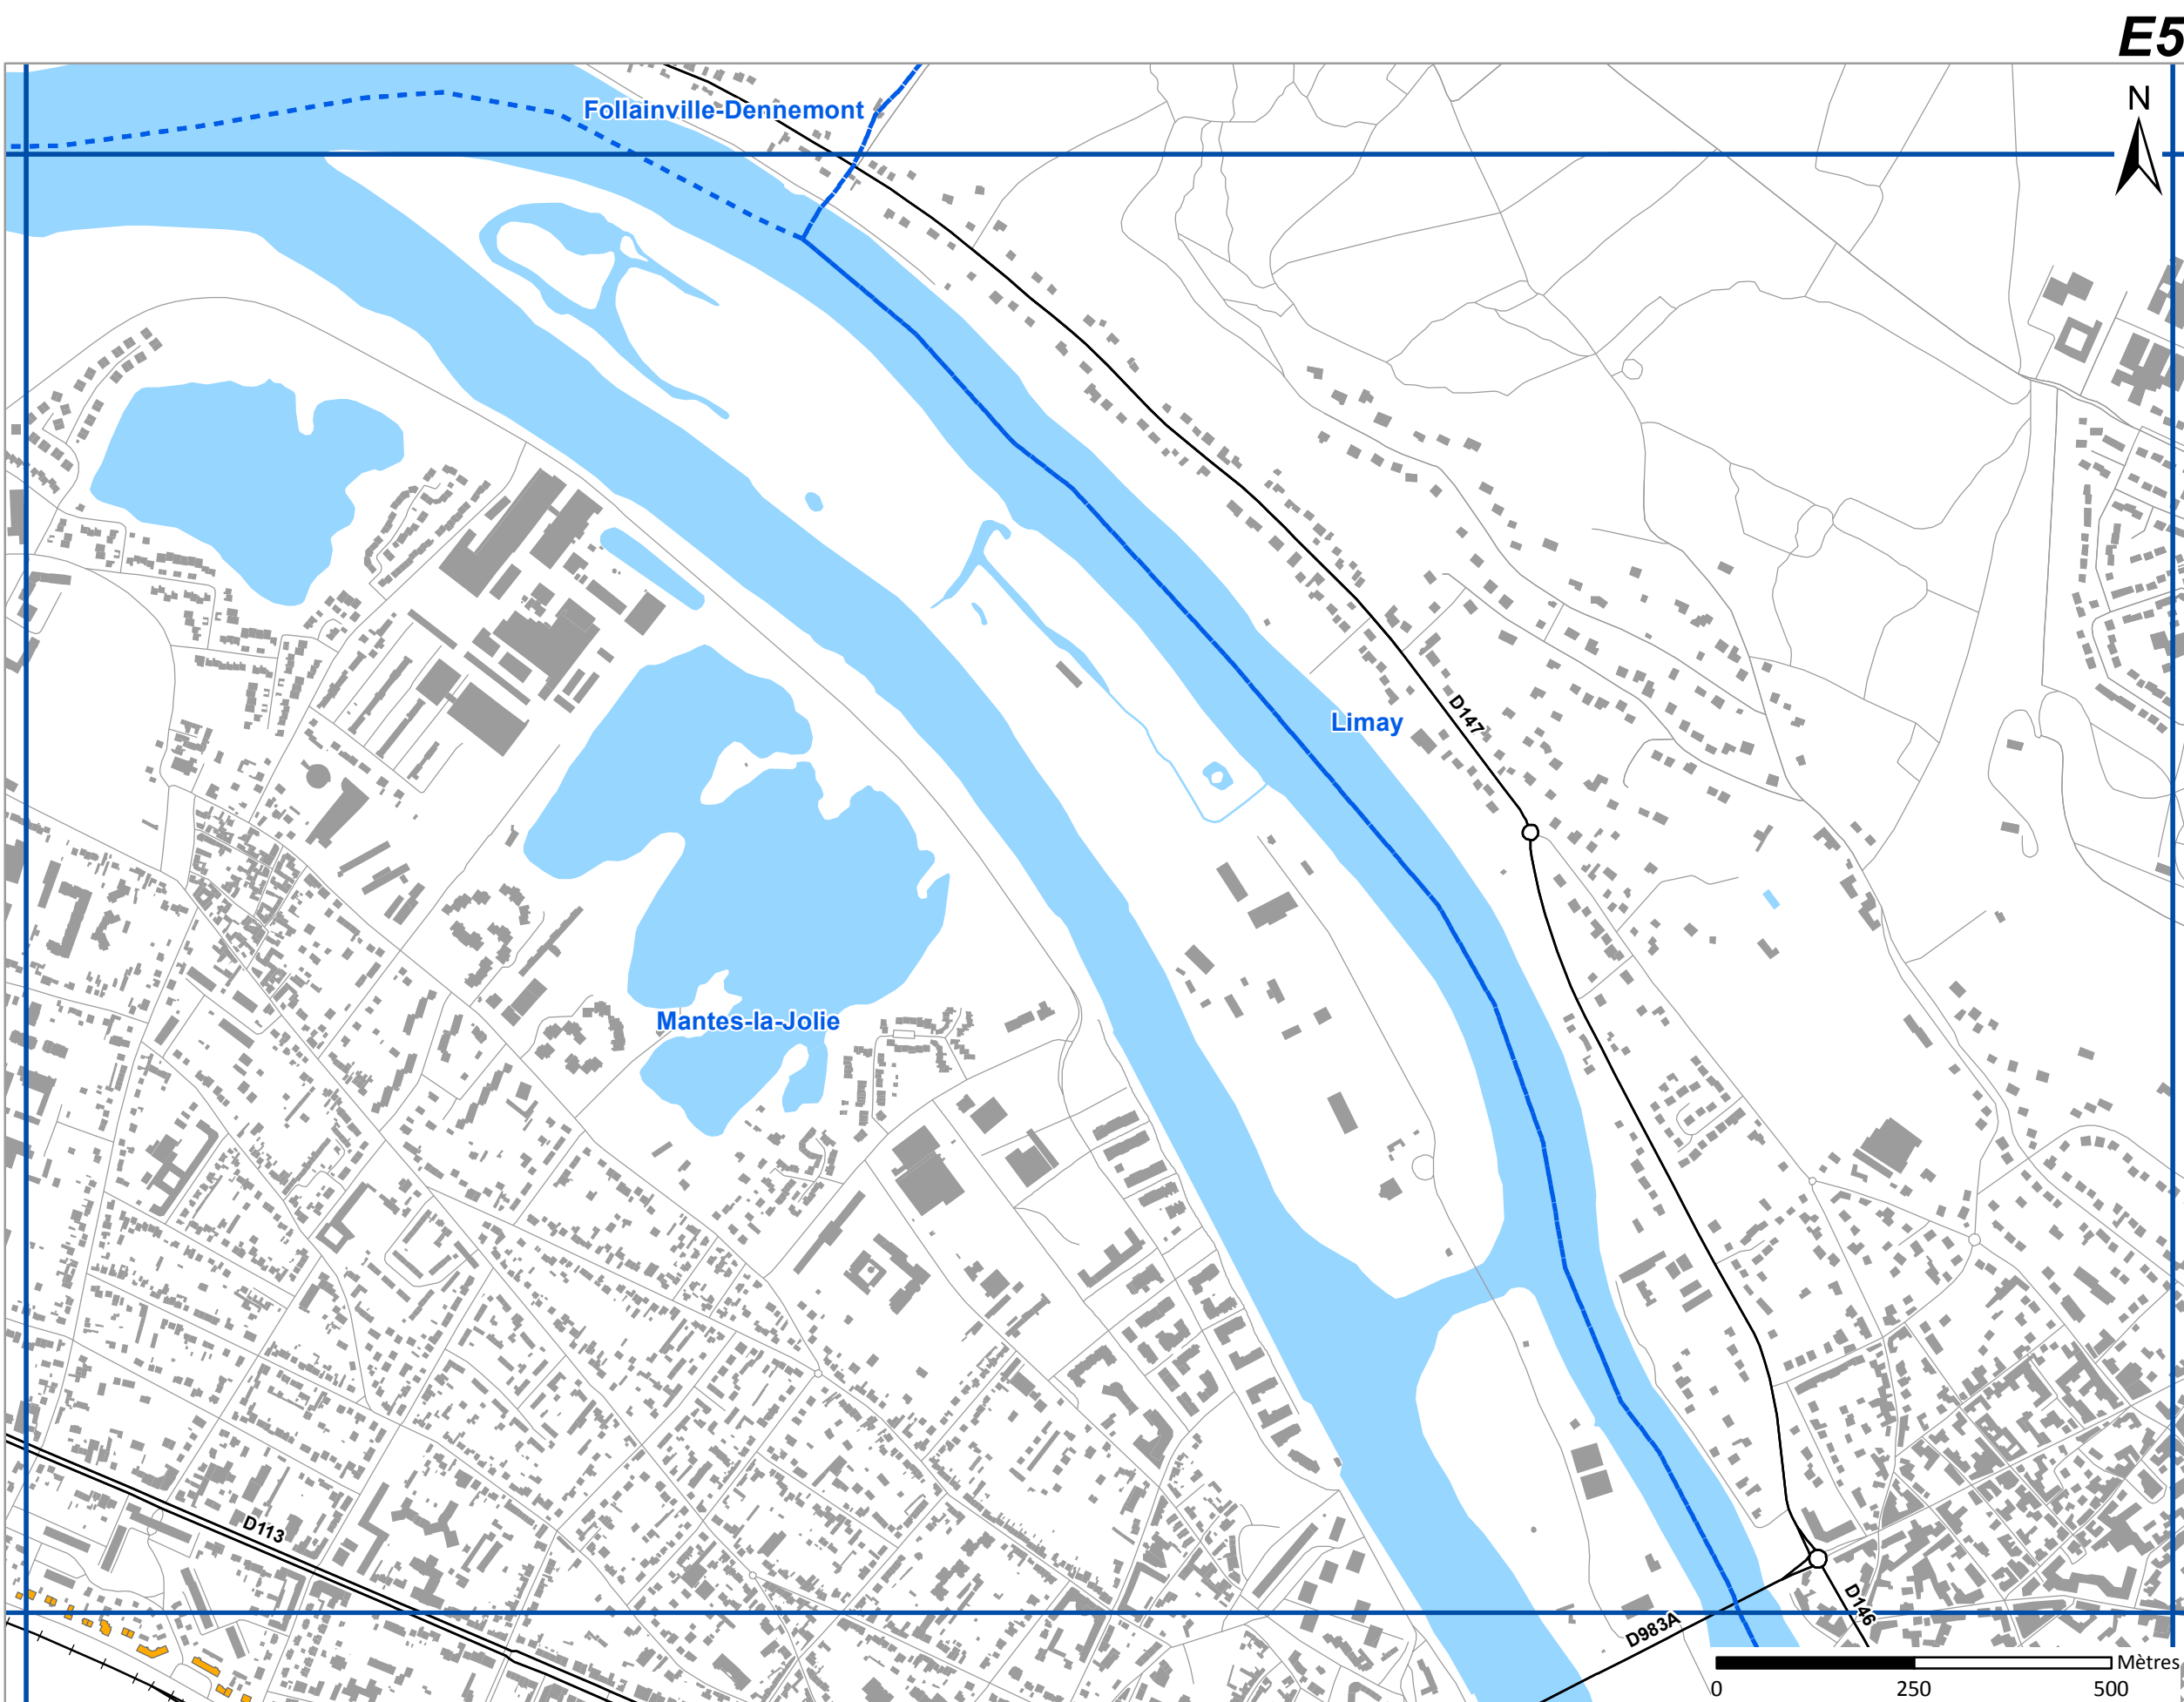 E5
N
Follainville-Dennemont
D147
Limay
Mantes-la-Jolie
D113
D146
D983A
Mètres
0 250 500